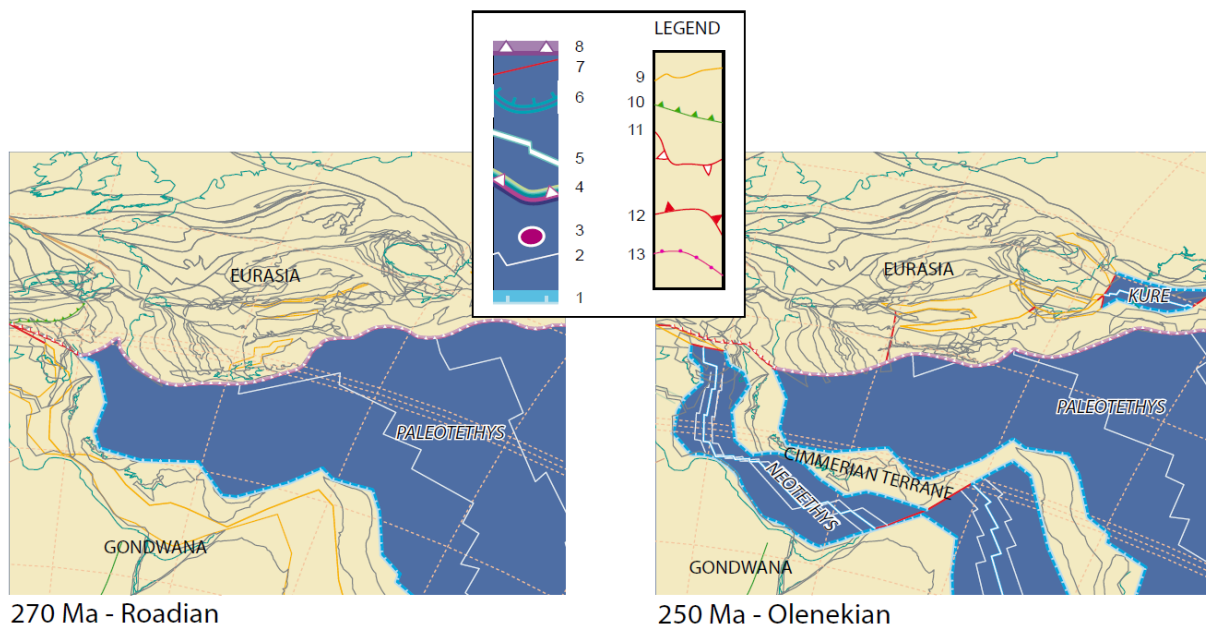 LEGEND
8
7
6
5
4
3
2
1
9
10
11
12
13
EURASIA
PALEOTETHYS
GONDWANA
270 Ma - Roadian
EURASIA
KURE
PALEOTETHYS
CIMMERIAN TERRANE
NEOTETHYS
GONDWANA
250 Ma - Olenekian